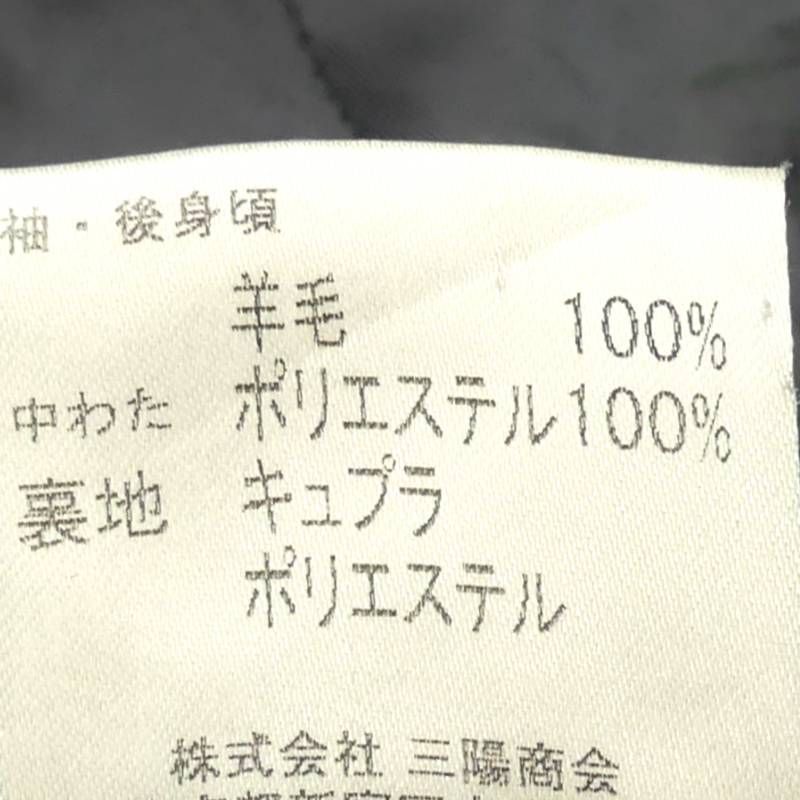 袖・後身頃
羊毛 100%
中わた ポリエステル100%
裏地 キュプラ
ポリエステル
株式会社 三陽商会